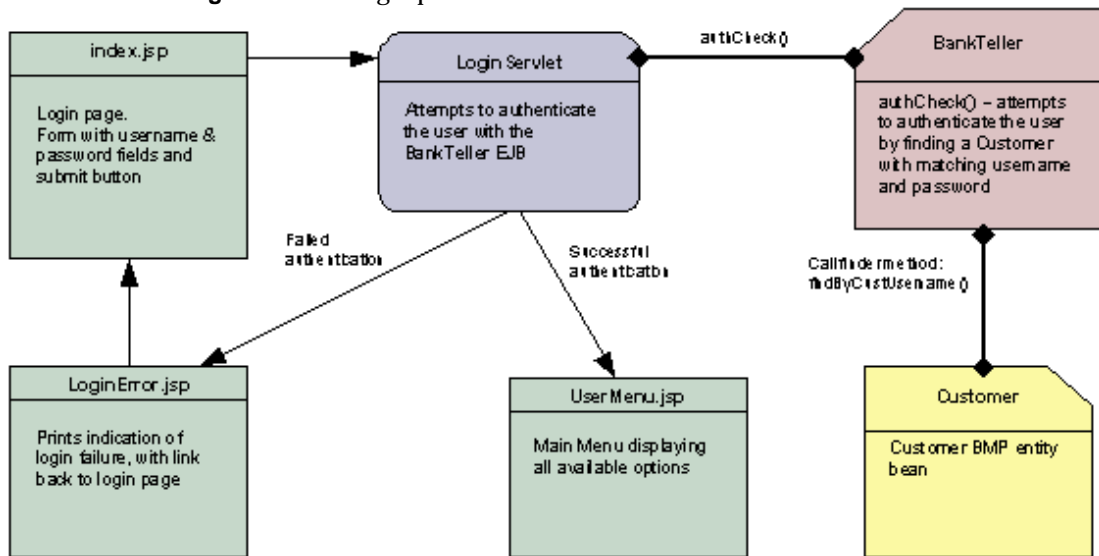 index.jsp
Login page.
Form with username &
password fields and
submit button
Login Servlet
Attempts to authenticate
the user with the
BankTeller EJB
authCheck()
BankTeller
authCheck() – attempts
to authenticate the user
by finding a Customer
with matching username
and password
Failed
authentication
Successful
authentication
Call finder method:
findByCustUsername()
LoginError.jsp
Prints indication of
login failure, with link
back to login page
UserMenu.jsp
Main Menu displaying
all available options
Customer
Customer BMP entity
bean